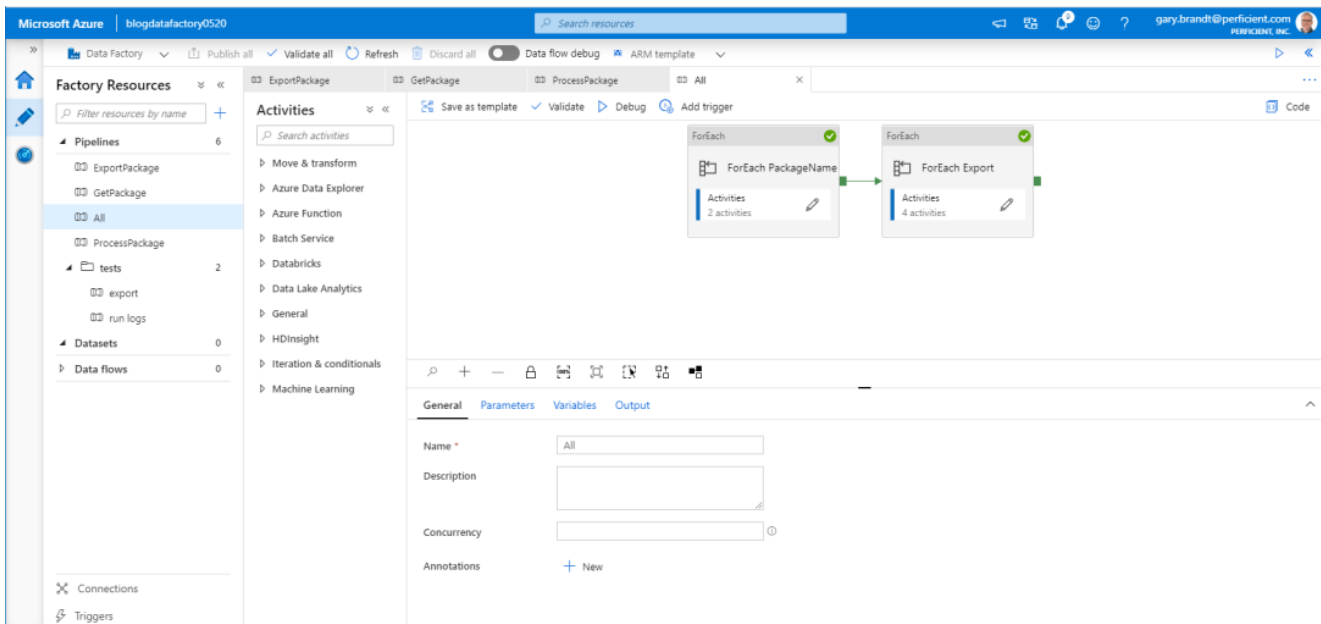 Microsoft Azure | blogdatafactory0520
Search resources
gary.brandt@perficient.com
PERFICIENT, INC.
Data Factory
Publish all
Validate all
Refresh
Discard all
Data flow debug
ARM template
Factory Resources
Filter resources by name
Pipelines 6
ExportPackage
GetPackage
All
ProcessPackage
tests 2
export
run logs
Datasets 0
Data flows 0
Connections
Triggers
ExportPackage
GetPackage
ProcessPackage
All
Activities
Search activities
Move & transform
Azure Data Explorer
Azure Function
Batch Service
Databricks
Data Lake Analytics
General
HDInsight
Iteration & conditionals
Machine Learning
Save as template
Validate
Debug
Add trigger
Code
ForEach
ForEach PackageName
Activities
2 activities
ForEach
ForEach Export
Activities
4 activities
General Parameters Variables Output
Name *
All
Description
Concurrency
Annotations
New